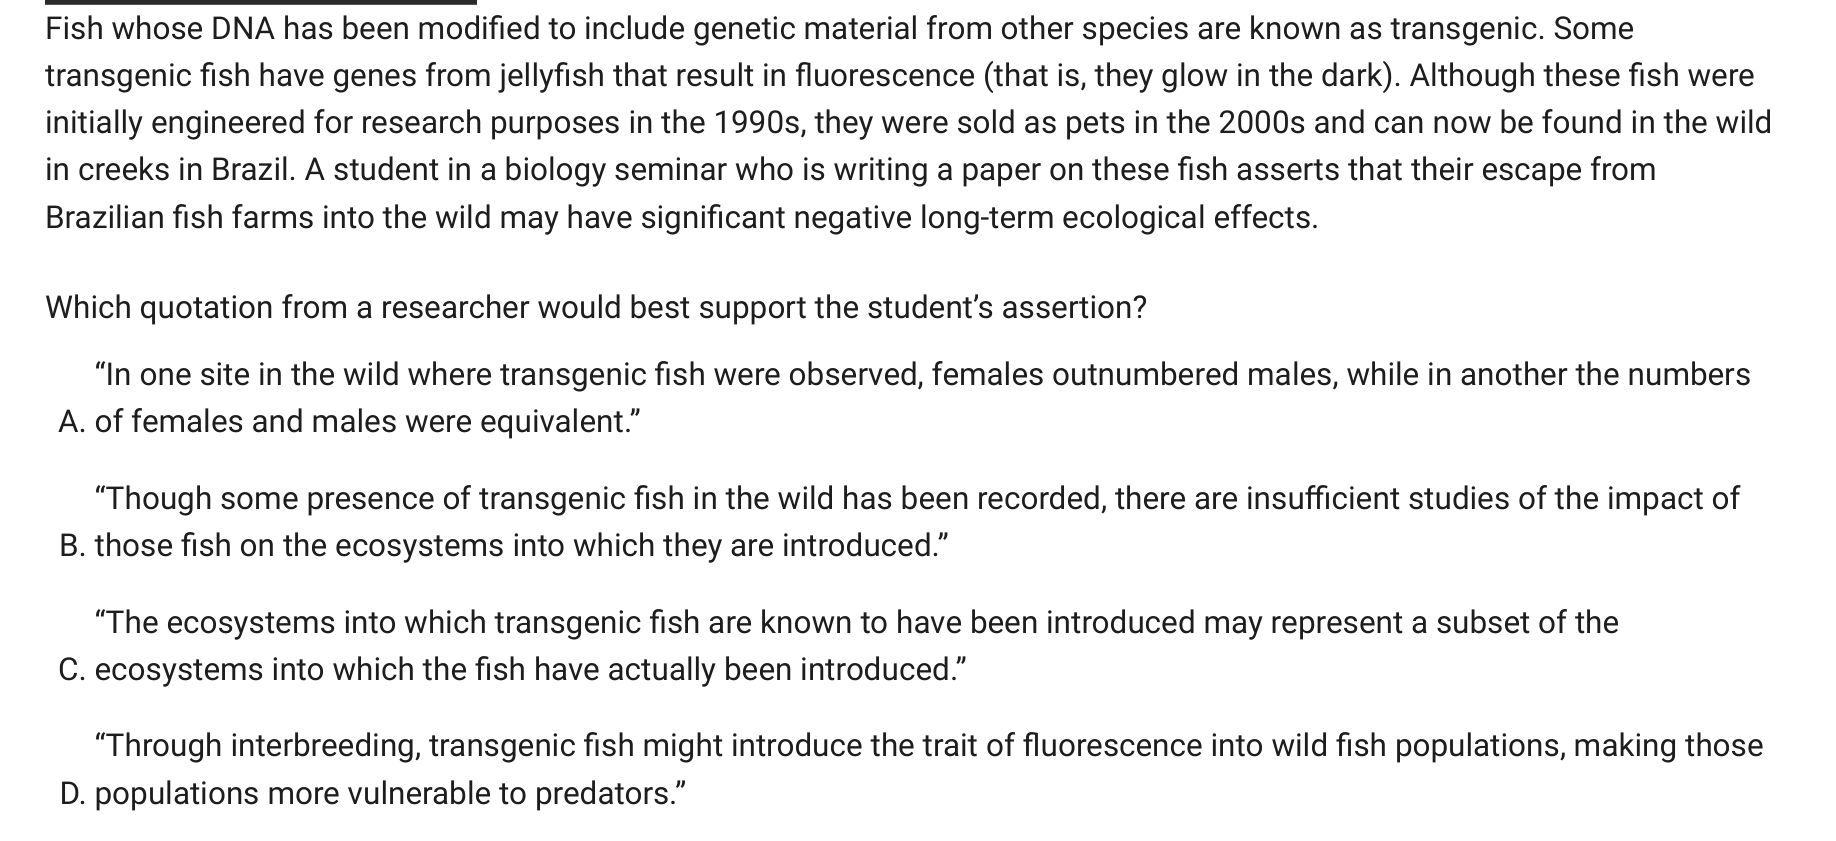 Fish whose DNA has been modified to include genetic material from other species are known as transgenic. Some
transgenic fish have genes from jellyfish that result in fluorescence (that is, they glow in the dark). Although these fish were
initially engineered for research purposes in the 1990s, they were sold as pets in the 2000s and can now be found in the wild
in creeks in Brazil. A student in a biology seminar who is writing a paper on these fish asserts that their escape from
Brazilian fish farms into the wild may have significant negative long-term ecological effects.
Which quotation from a researcher would best support the student’s assertion?
“In one site in the wild where transgenic fish were observed, females outnumbered males, while in another the numbers
A. of females and males were equivalent.”
“Though some presence of transgenic fish in the wild has been recorded, there are insufficient studies of the impact of
B. those fish on the ecosystems into which they are introduced.”
“The ecosystems into which transgenic fish are known to have been introduced may represent a subset of the
C. ecosystems into which the fish have actually been introduced.”
“Through interbreeding, transgenic fish might introduce the trait of fluorescence into wild fish populations, making those
D. populations more vulnerable to predators.”